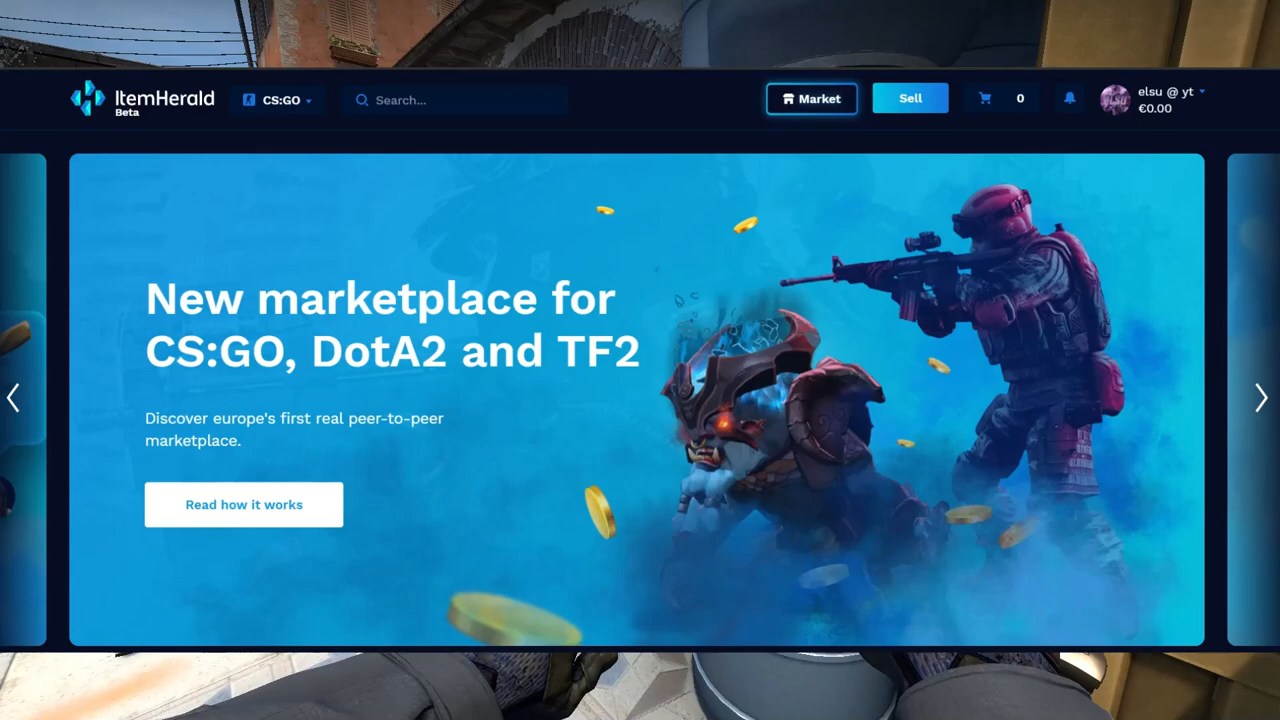 ItemHerald
Beta
CS:GO
Search...
Market
Sell
0
elsu @ yt
€0.00
New marketplace for
CS:GO, DotA2 and TF2
Discover europe's first real peer-to-peer
marketplace.
Read how it works